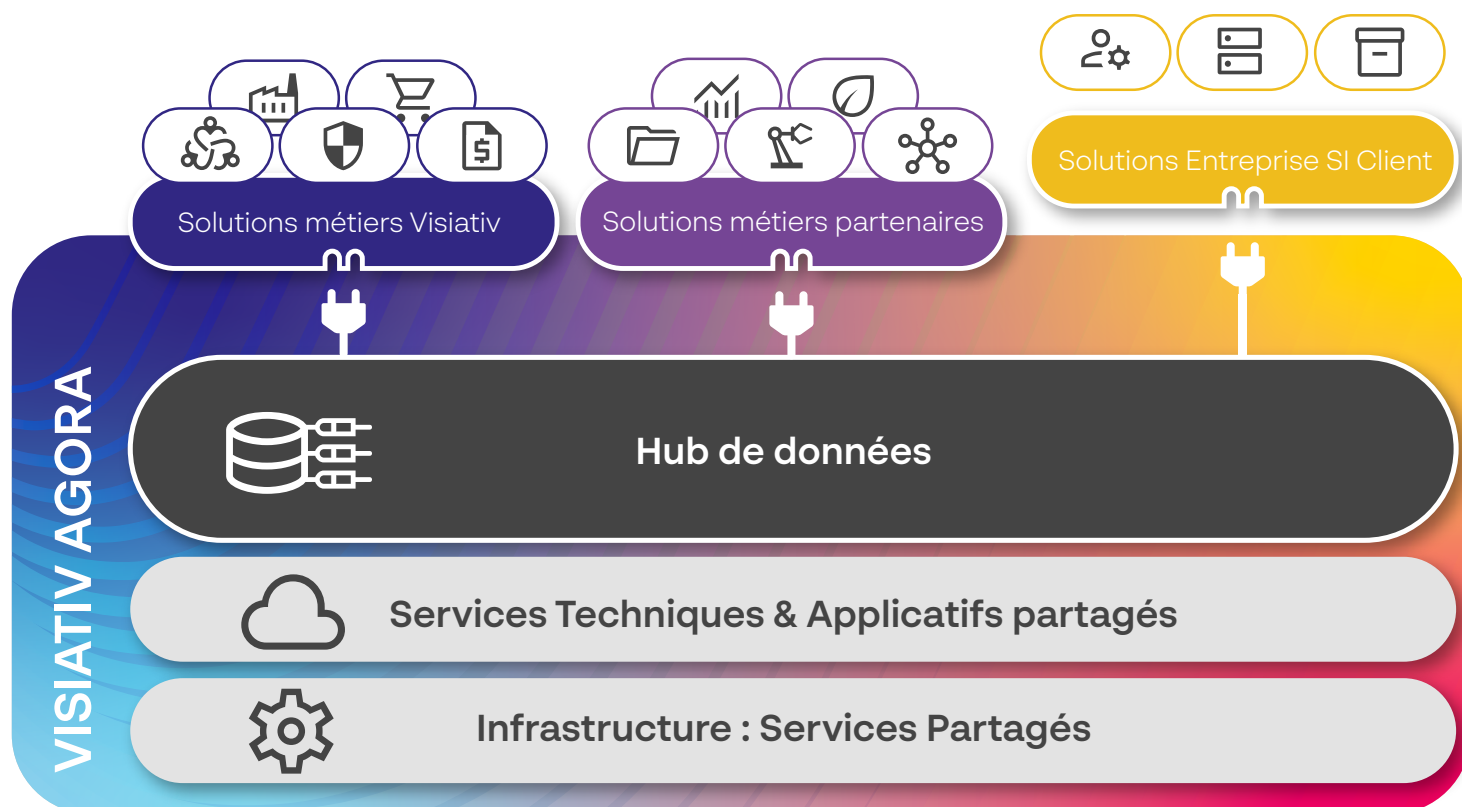 Solutions métiers Visiativ
Solutions métiers partenaires
Solutions Entreprise SI Client
VISIATIV AGORA
Hub de données
Services Techniques & Applicatifs partagés
Infrastructure : Services Partagés